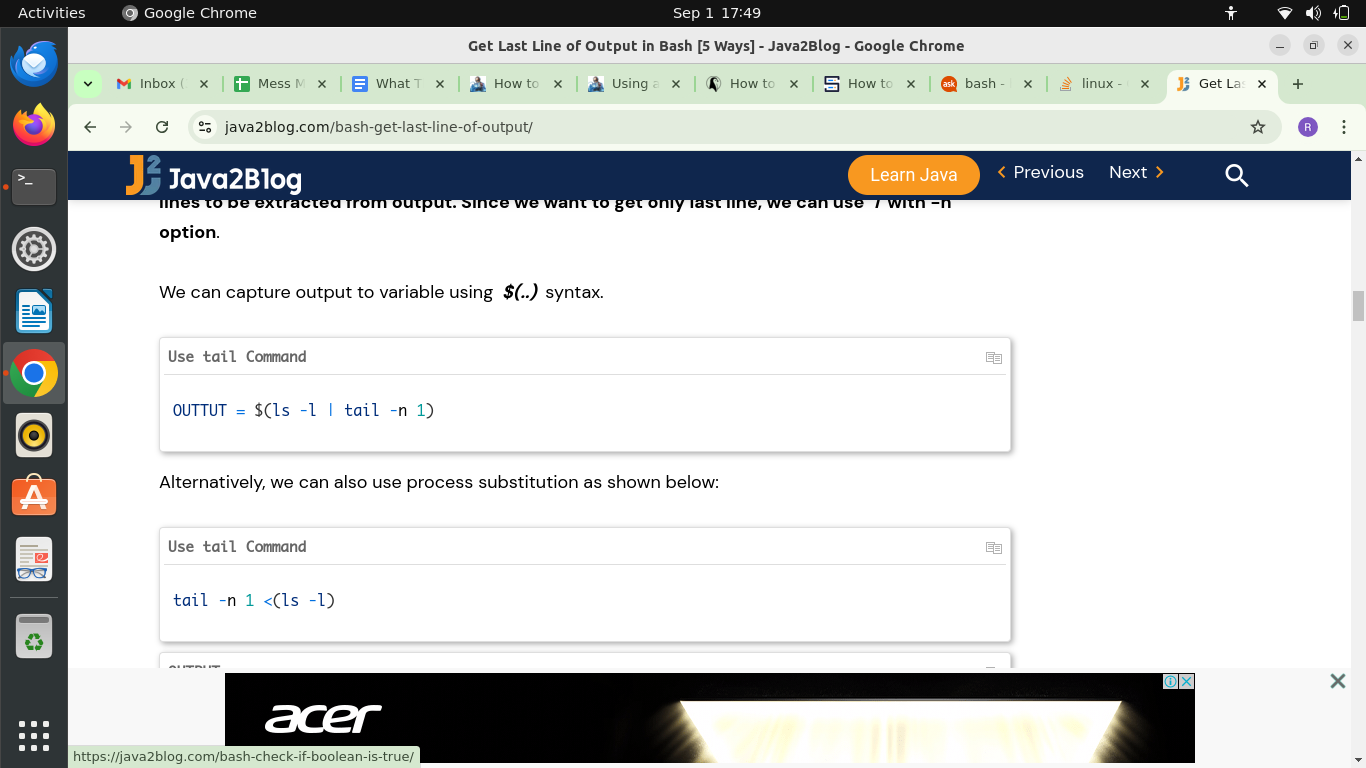 Activities
Google Chrome
Sep 1 17:49
Get Last Line of Output in Bash [5 Ways] - Java2Blog - Google Chrome
Inbox (
Mess M
What T
How to
Using a
How to
How to
ask
bash -
linux -
Get Las
java2blog.com/bash-get-last-line-of-output/
R
Java2Blog
Learn Java
Previous
Next
lines to be extracted from output. Since we want to get only last line, we can use '1' with -n
option.
We can capture output to variable using $(..) syntax.
Use tail Command
OUTTUT = $(ls -l | tail -n 1)
Alternatively, we can also use process substitution as shown below:
Use tail Command
tail -n 1 <(ls -l)
OUTPUT
acer
https://java2blog.com/bash-check-if-boolean-is-true/